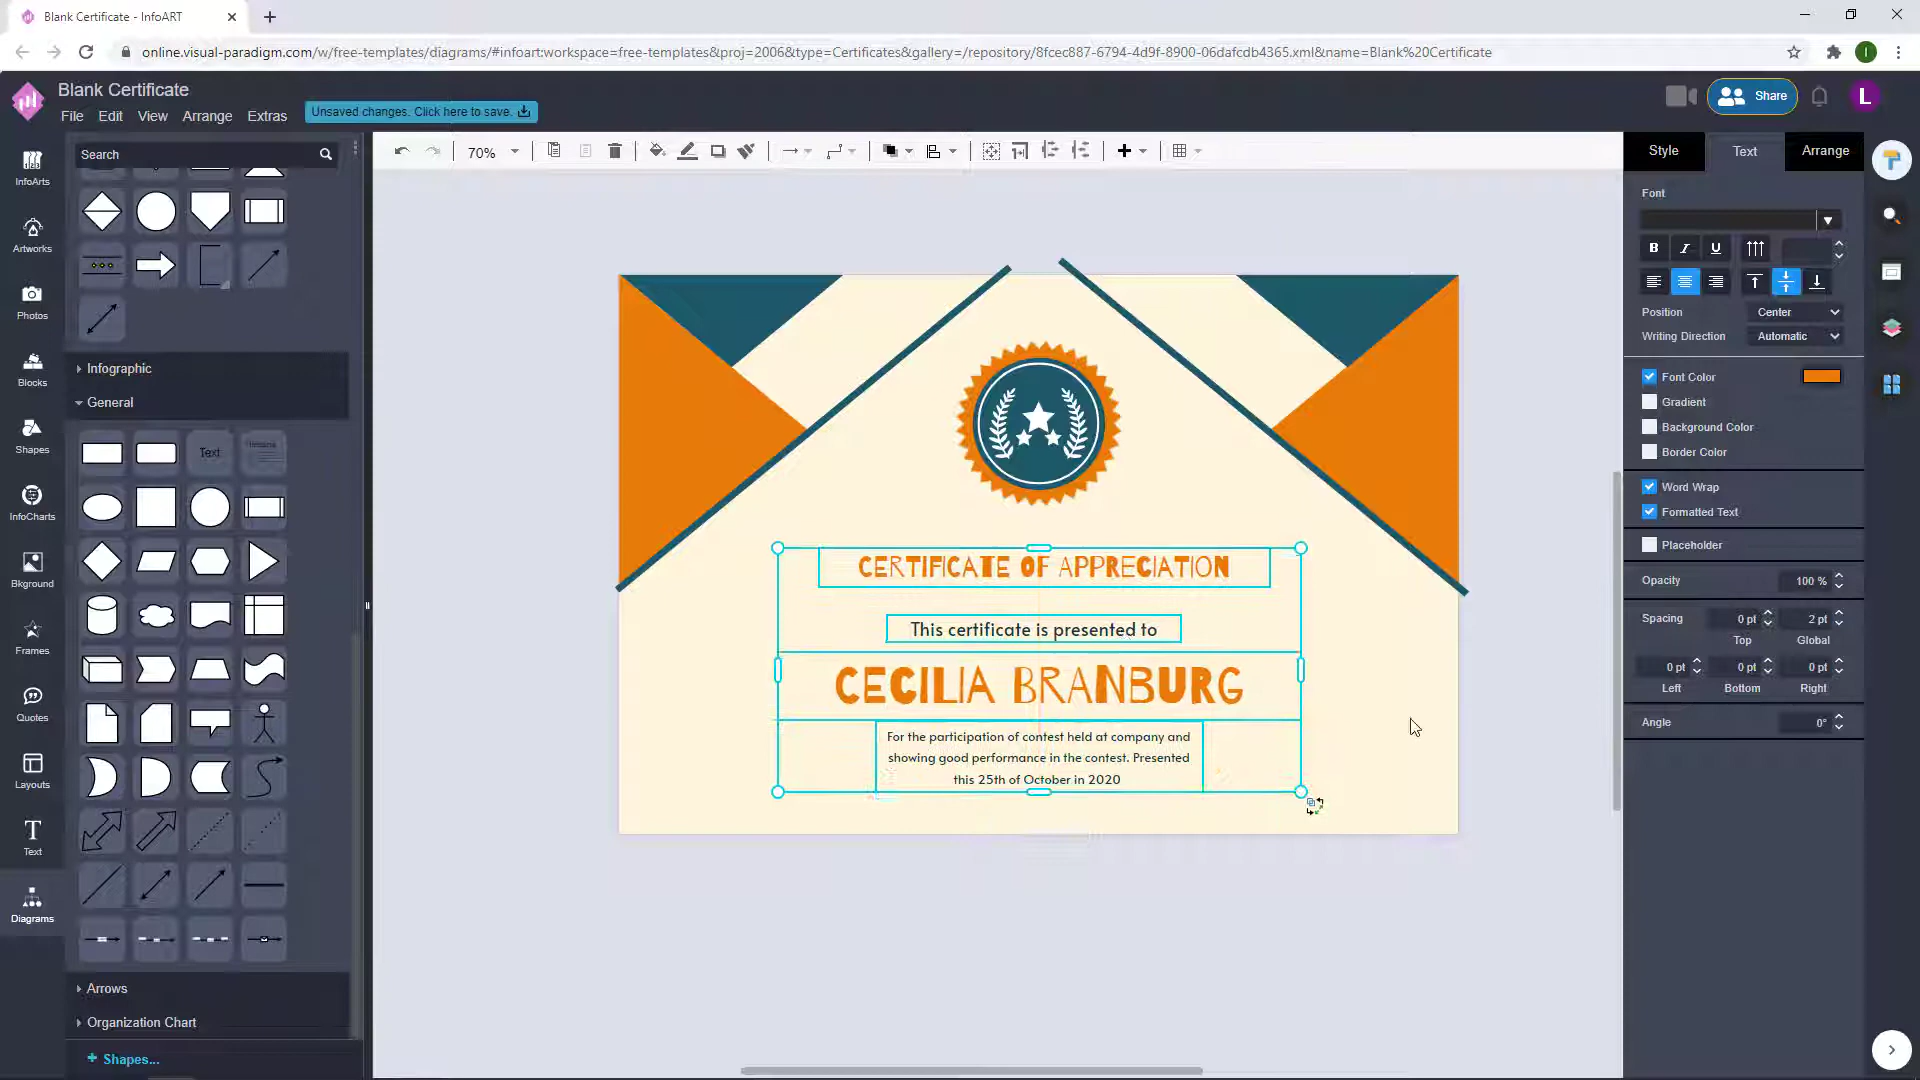 Blank Certificate - InfoART
online.visual-paradigm.com/w/free-templates/diagrams/#infoart:workspace=free-templates&proj=2006&type=Certificates&gallery=/repository/8fcec887-6794-4d9f-8900-06dafcdb4365.xml&name=Blank%20Certificate
I
Blank Certificate
File Edit View Arrange Extras
Unsaved changes. Click here to save.
Share
L
Search
70%
InfoArts
Artworks
Photos
Blocks
Shapes
InfoCharts
Bkground
Frames
Quotes
Layouts
Text
Diagrams
Infographic
General
Text
Arrows
Organization Chart
+ Shapes...
CERTIFICATE OF APPRECIATION
This certificate is presented to
CECILIA BRANBURG
For the participation of contest held at company and
showing good performance in the contest. Presented
this 25th of October in 2020
Style Text Arrange
Font
B I U
Position Center
Writing Direction Automatic
Font Color
Gradient
Background Color
Border Color
Word Wrap
Formatted Text
Placeholder
Opacity 100 %
Spacing 0 pt 2 pt
Top Global
0 pt 0 pt 0 pt
Left Bottom Right
Angle 0°